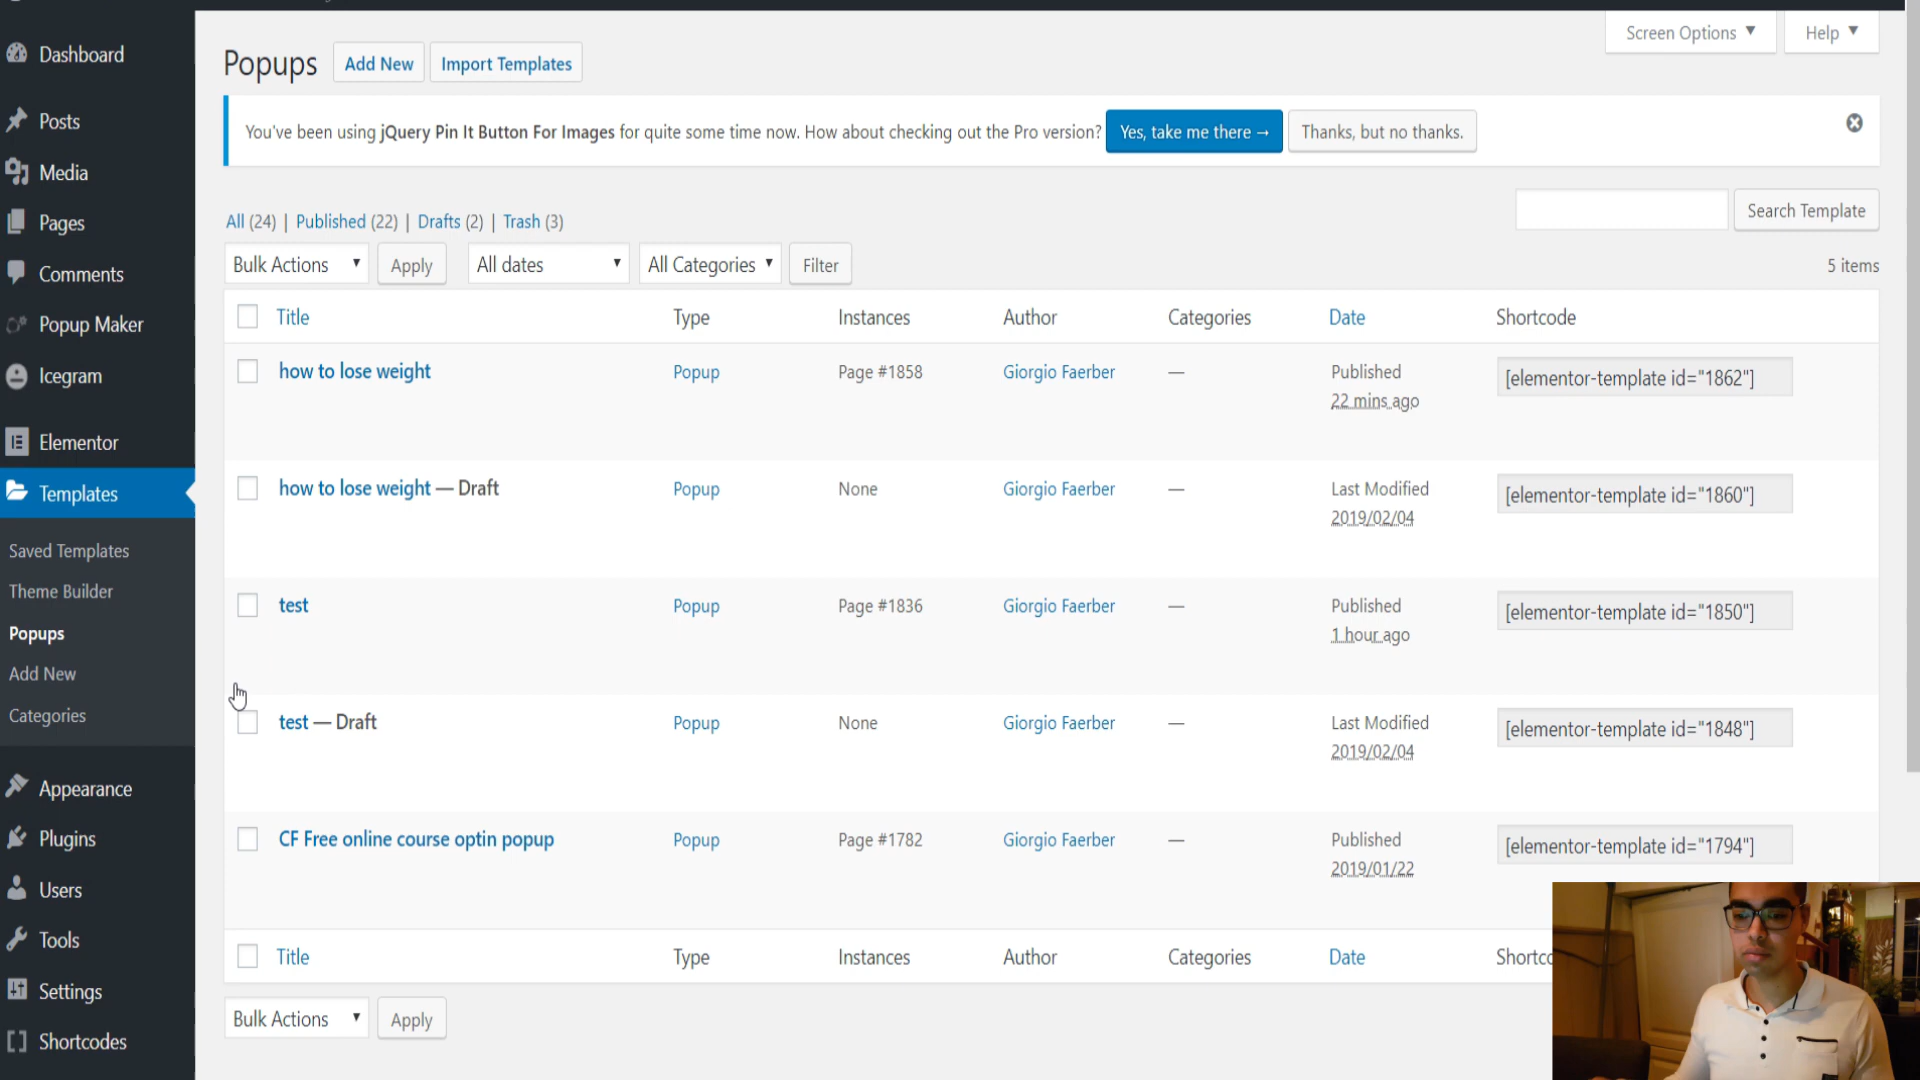 Dashboard
Posts
Media
Pages
Comments
Popup Maker
Icegram
Elementor
Templates
Saved Templates
Theme Builder
Popups
Add New
Categories
Appearance
Plugins
Users
Tools
Settings
Shortcodes
Screen Options
Help
Popups
Add New
Import Templates
You've been using jQuery Pin It Button For Images for quite some time now. How about checking out the Pro version? Yes, take me there → Thanks, but no thanks.
All (24) | Published (22) | Drafts (2) | Trash (3)
Search Template
Bulk Actions Apply All dates All Categories Filter
5 items
Title Type Instances Author Categories Date Shortcode
how to lose weight Popup Page #1858 Giorgio Faerber — Published [elementor-template id="1862"]
22 mins ago
how to lose weight — Draft Popup None Giorgio Faerber — Last Modified [elementor-template id="1860"]
2019/02/04
test Popup Page #1836 Giorgio Faerber — Published [elementor-template id="1850"]
1 hour ago
test — Draft Popup None Giorgio Faerber — Last Modified [elementor-template id="1848"]
2019/02/04
CF Free online course optin popup Popup Page #1782 Giorgio Faerber — Published [elementor-template id="1794"]
2019/01/22
Title Type Instances Author Categories Date Shortco
Bulk Actions Apply